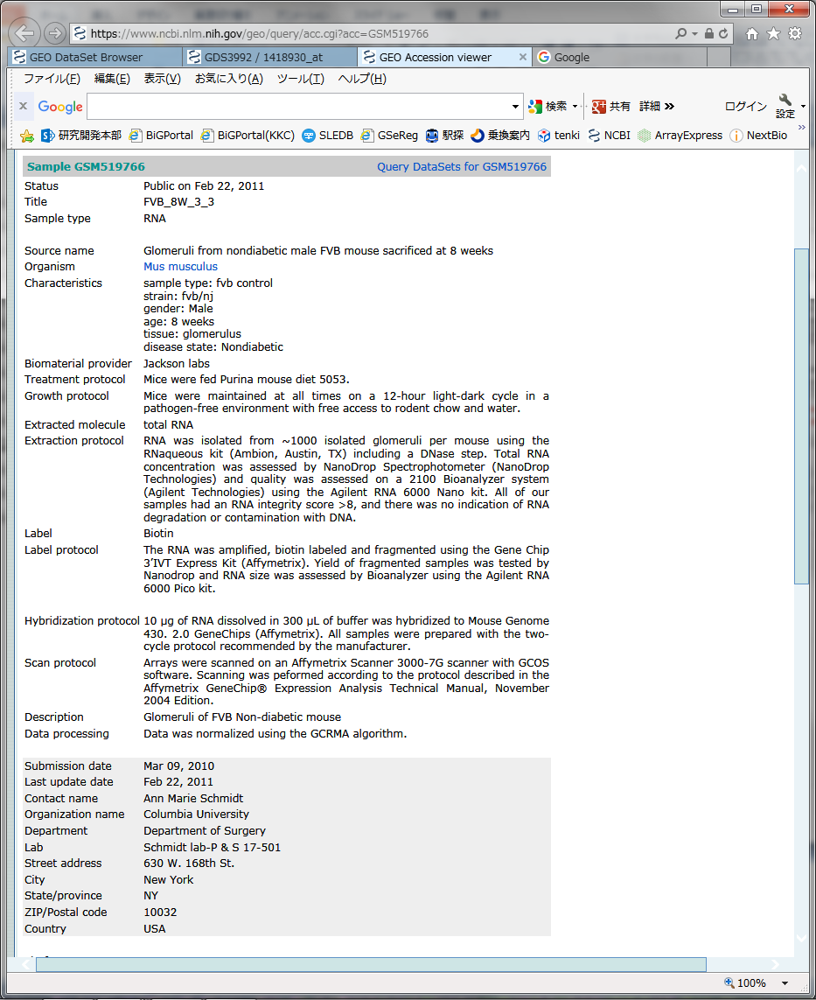 https://www.ncbi.nlm.nih.gov/geo/query/acc.cgi?acc=GSM519766
GEO DataSet Browser
GDS3992 / 1418930_at
GEO Accession viewer
Google
ファイル(F) 編集(E) 表示(V) お気に入り(A) ツール(T) ヘルプ(H)
x Google 検索 共有 詳細 » ログイン 設定
研究開発本部 BiGPortal BiGPortal(KKC) SLEDB GSeReg 駅探 乗換案内 tenki NCBI ArrayExpress NextBio »
Sample GSM519766 Query DataSets for GSM519766
Status Public on Feb 22, 2011
Title FVB_8W_3_3
Sample type RNA
Source name Glomeruli from nondiabetic male FVB mouse sacrificed at 8 weeks
Organism Mus musculus
Characteristics sample type: fvb control
strain: fvb/nj
gender: Male
age: 8 weeks
tissue: glomerulus
disease state: Nondiabetic
Biomaterial provider Jackson labs
Treatment protocol Mice were fed Purina mouse diet 5053.
Growth protocol Mice were maintained at all times on a 12-hour light-dark cycle in a
pathogen-free environment with free access to rodent chow and water.
Extracted molecule total RNA
Extraction protocol RNA was isolated from ~1000 isolated glomeruli per mouse using the
RNaqueous kit (Ambion, Austin, TX) including a DNase step. Total RNA
concentration was assessed by NanoDrop Spectrophotometer (NanoDrop
Technologies) and quality was assessed on a 2100 Bioanalyzer system
(Agilent Technologies) using the Agilent RNA 6000 Nano kit. All of our
samples had an RNA integrity score >8, and there was no indication of RNA
degradation or contamination with DNA.
Label Biotin
Label protocol The RNA was amplified, biotin labeled and fragmented using the Gene Chip
3’IVT Express Kit (Affymetrix). Yield of fragmented samples was tested by
Nanodrop and RNA size was assessed by Bioanalyzer using the Agilent RNA
6000 Pico kit.
Hybridization protocol 10 µg of RNA dissolved in 300 µL of buffer was hybridized to Mouse Genome
430. 2.0 GeneChips (Affymetrix). All samples were prepared with the two-
cycle protocol recommended by the manufacturer.
Scan protocol Arrays were scanned on an Affymetrix Scanner 3000-7G scanner with GCOS
software. Scanning was peformed according to the protocol described in the
Affymetrix GeneChip® Expression Analysis Technical Manual, November
2004 Edition.
Description Glomeruli of FVB Non-diabetic mouse
Data processing Data was normalized using the GCRMA algorithm.
Submission date Mar 09, 2010
Last update date Feb 22, 2011
Contact name Ann Marie Schmidt
Organization name Columbia University
Department Department of Surgery
Lab Schmidt lab-P & S 17-501
Street address 630 W. 168th St.
City New York
State/province NY
ZIP/Postal code 10032
Country USA
100%